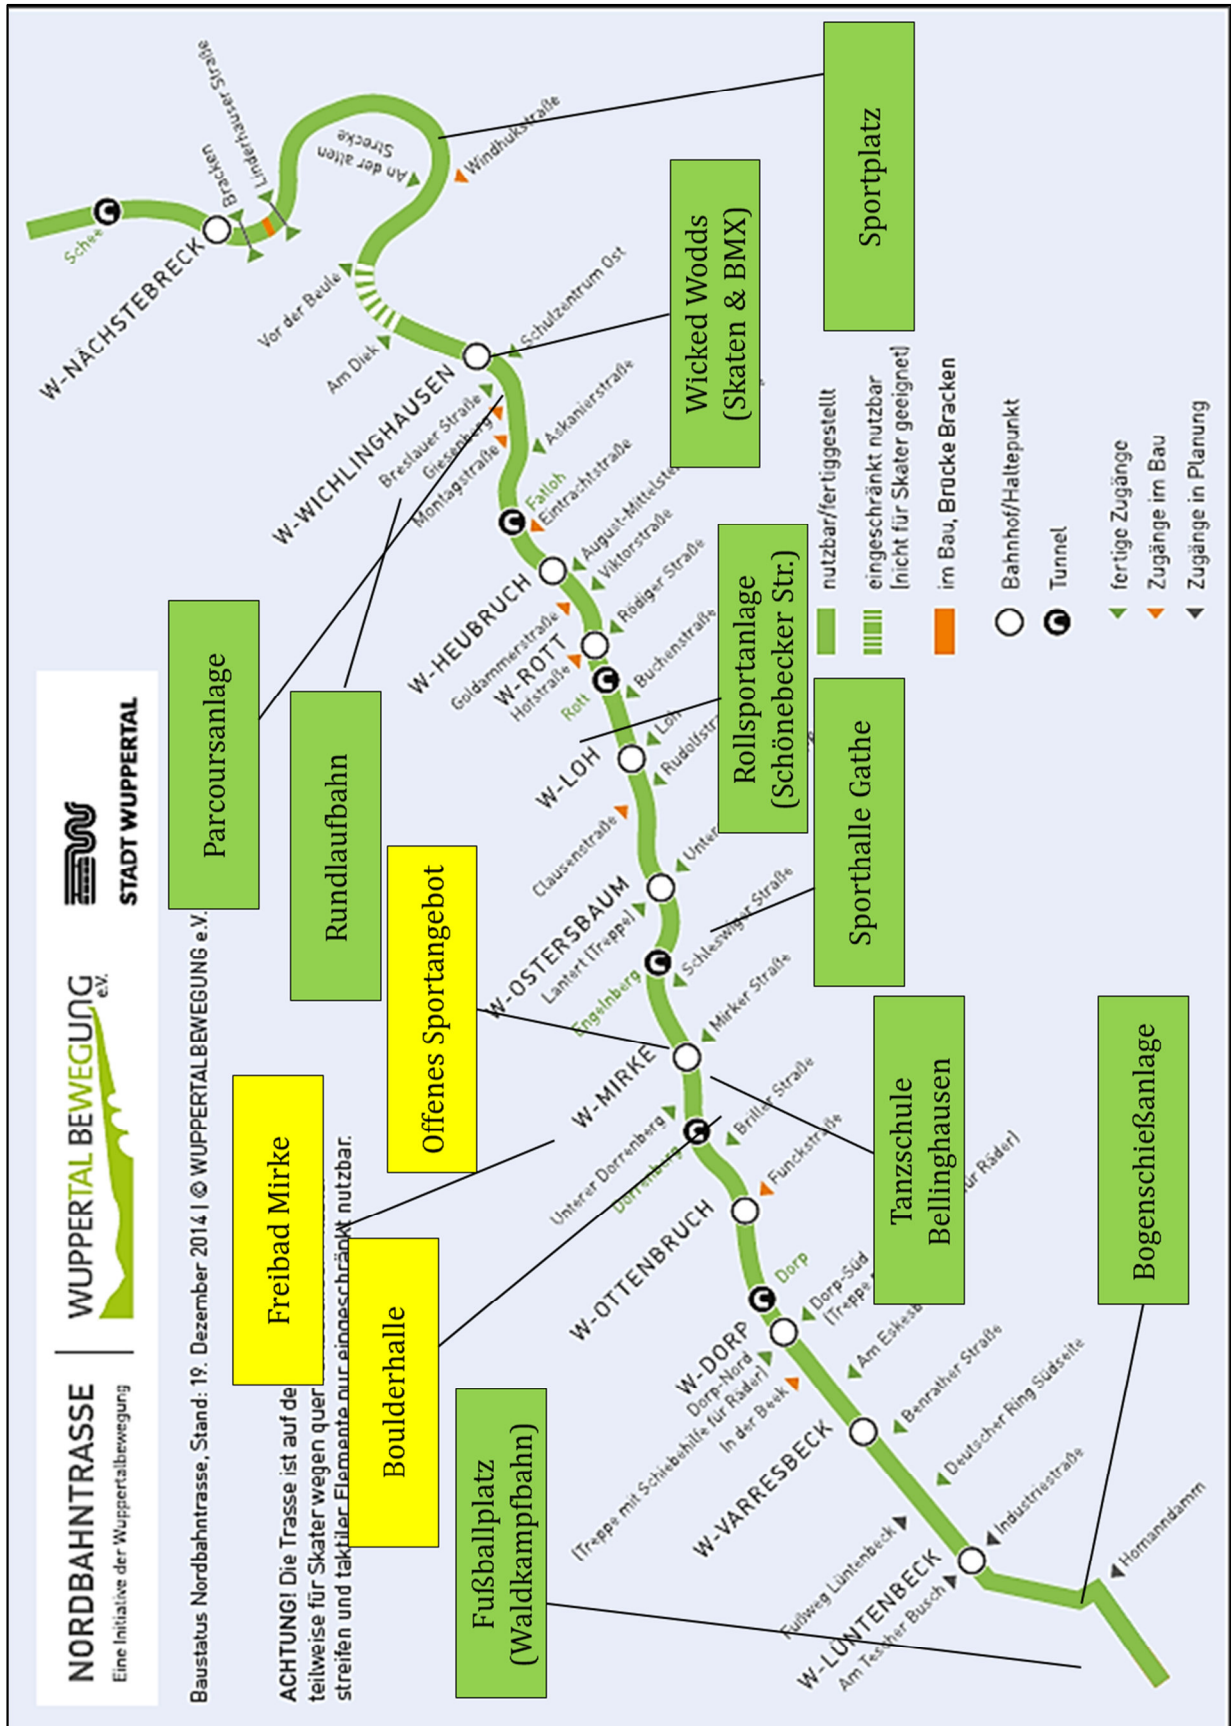 NORDBAHNTRASSE
Eine Initiative der Wuppertalbewegung
WUPPERTALBEWEGUNG
e.V.
STADT WUPPERTAL
Baustatus Nordbahntrasse, Stand: 19. Dezember 2014 | © WUPPERTALBEWEGUNG e.V.
ACHTUNG! Die Trasse ist auf de
teilweise für Skater wegen quer
streifen und taktiler Elemente nur eingeschränkt nutzbar.
Freibad Mirke
Boulderhalle
Fußballplatz
(Waldkampfbahn)
Offenes Sportangebot
Rundlaufbahn
Parcoursanlage
Bogenschießanlage
Tanzschule
Bellinghausen
Sporthalle Gathe
Rollsportanlage
(Schönebecker Str.)
Wicked Wodds
(Skaten & BMX)
Sportplatz
Homanndamm
W-LÜNTENBECK
Am Tescher Busch
Fußweg Lüntenbeck
Industriestraße
Deutscher Ring Südseite
W-VARRESBECK
Benrather Straße
Am Eskesb
In der Beek
W-DORP
Dorp-Nord
(Treppe mit Schiebehilfe für Räder)
Dorp-Süd
(Treppe
für Räder)
Dorp
W-OTTENBRUCH
Funckstraße
Briller Straße
Dorrenberg
Unterer Dorrenberg
W-MIRKE
Mirker Straße
Engelnberg
Schleswiger Straße
W-OSTERSBAUM
Lantert (Treppe)
Unter
Clausenstraße
W-LOH
Rudolfstr
Loh
Buchenstraße
Rott
W-ROTT
Hofstraße
Rödiger Straße
Goldammerstraße
W-HEUBRUCH
Viktorstraße
August-Mittelste
Eintrachtstraße
Fatloh
Askanierstraße
Montagstraße
Giesenberg
Breslauer Straße
W-WICHLINGHAUSEN
Schulzentrum Ost
Am Diek
Vor der Beule
An der alten
Strecke
Windhukstraße
Linderhauser Straße
Bracken
W-NÄCHSTEBRECK
Schee
nutzbar/fertiggestellt
eingeschränkt nutzbar
(nicht für Skater geeignet)
im Bau, Brücke Bracken
Bahnhof/Haltepunkt
Tunnel
fertige Zugänge
Zugänge im Bau
Zugänge in Planung